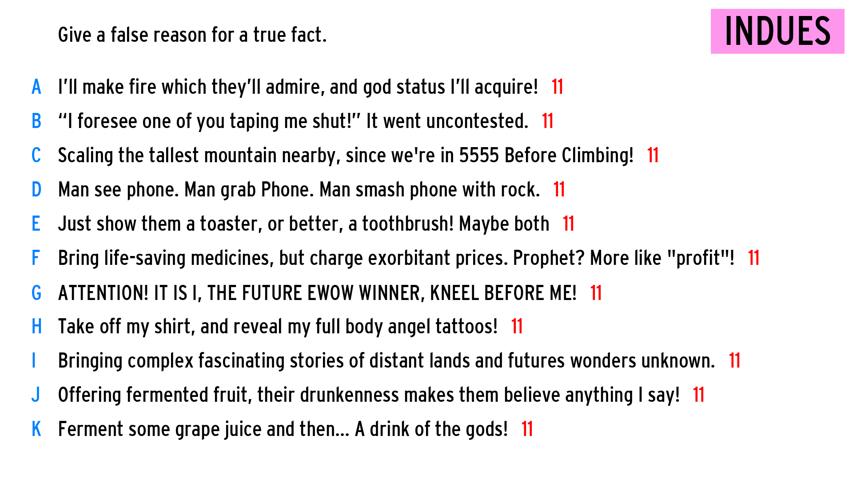 Give a false reason for a true fact.
INDUES
A I'll make fire which they'll admire, and god status I'll acquire! 11
B “I foresee one of you taping me shut!” It went uncontested. 11
C Scaling the tallest mountain nearby, since we're in 5555 Before Climbing! 11
D Man see phone. Man grab Phone. Man smash phone with rock. 11
E Just show them a toaster, or better, a toothbrush! Maybe both 11
F Bring life-saving medicines, but charge exorbitant prices. Prophet? More like "profit"! 11
G ATTENTION! IT IS I, THE FUTURE EWOW WINNER, KNEEL BEFORE ME! 11
H Take off my shirt, and reveal my full body angel tattoos! 11
I Bringing complex fascinating stories of distant lands and futures wonders unknown. 11
J Offering fermented fruit, their drunkenness makes them believe anything I say! 11
K Ferment some grape juice and then... A drink of the gods! 11